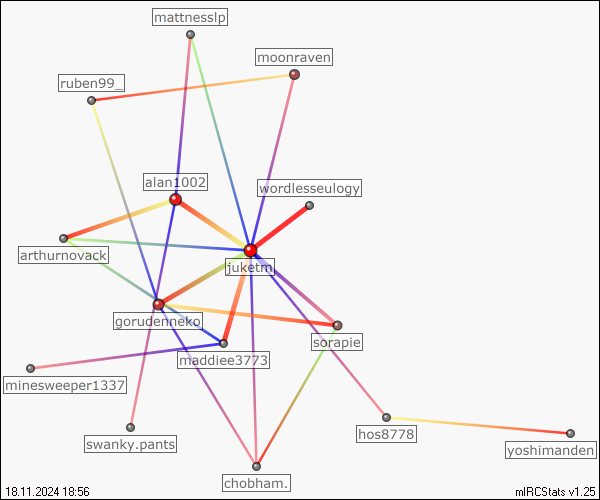 mattnesslp
moonraven
ruben99_
alan1002
wordlesseulogy
arthurnovack
jjuketm
gorudenneko
sorapie
maddiee3773
minesweeper1337
hos8778
swanky.pants
yoshimanden
chobham.
18.11.2024 18:56
mIRCStats v1.25